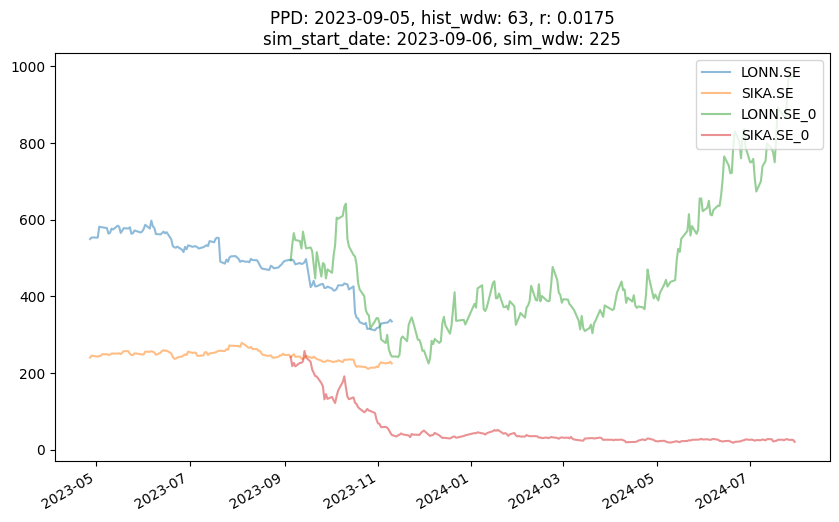 PPD: 2023-09-05, hist_wdw: 63, r: 0.0175
sim_start_date: 2023-09-06, sim_wdw: 225
LONN.SE
SIKA.SE
LONN.SE_0
SIKA.SE_0
1000
800
600
400
200
0
2023-05
2023-07
2023-09
2023-11
2024-01
2024-03
2024-05
2024-07